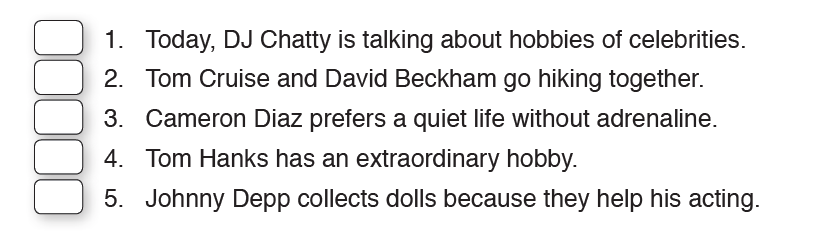 1. Today, DJ Chatty is talking about hobbies of celebrities.
2. Tom Cruise and David Beckham go hiking together.
3. Cameron Diaz prefers a quiet life without adrenaline.
4. Tom Hanks has an extraordinary hobby.
5. Johnny Depp collects dolls because they help his acting.